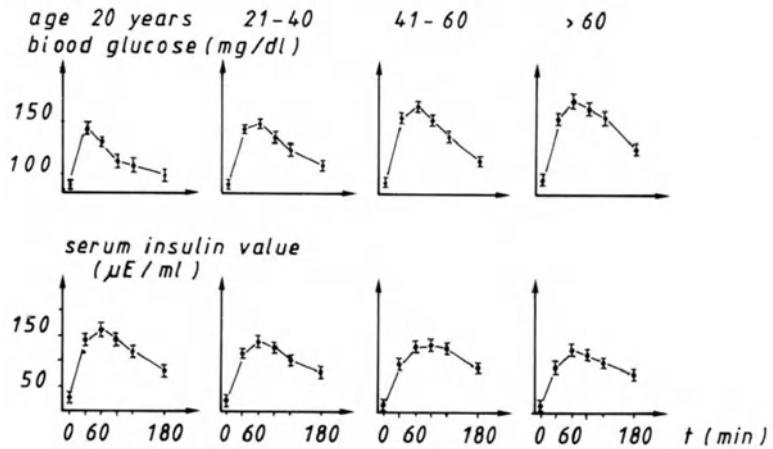 age 20 years 21-40 41-60 >60
biood glucose (mg/dl)
150
100
serum insulin value
(µE/ml)
150
50
0 60 180 0 60 180 0 60 180 0 60 180 t (min)